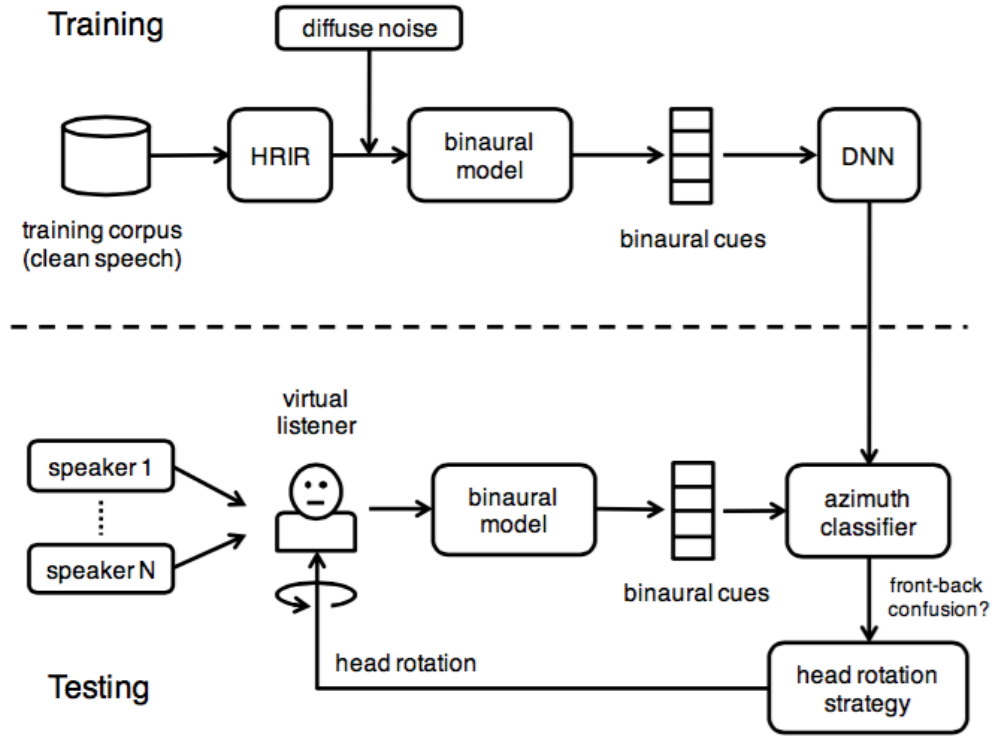 Training
diffuse noise
HRIR
binaural
model
DNN
training corpus
(clean speech)
binaural cues
virtual
listener
speaker 1
speaker N
binaural
model
azimuth
classifier
binaural cues
front-back
confusion?
head rotation
head rotation
strategy
Testing